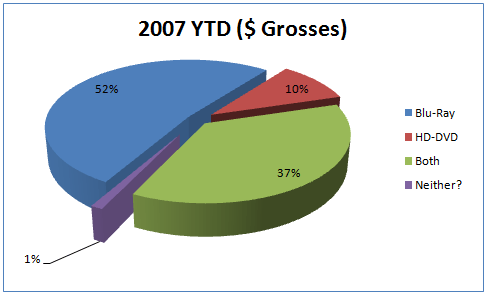 2007 YTD ($ Grosses)
52%
10%
37%
1%
Blu-Ray
HD-DVD
Both
Neither?